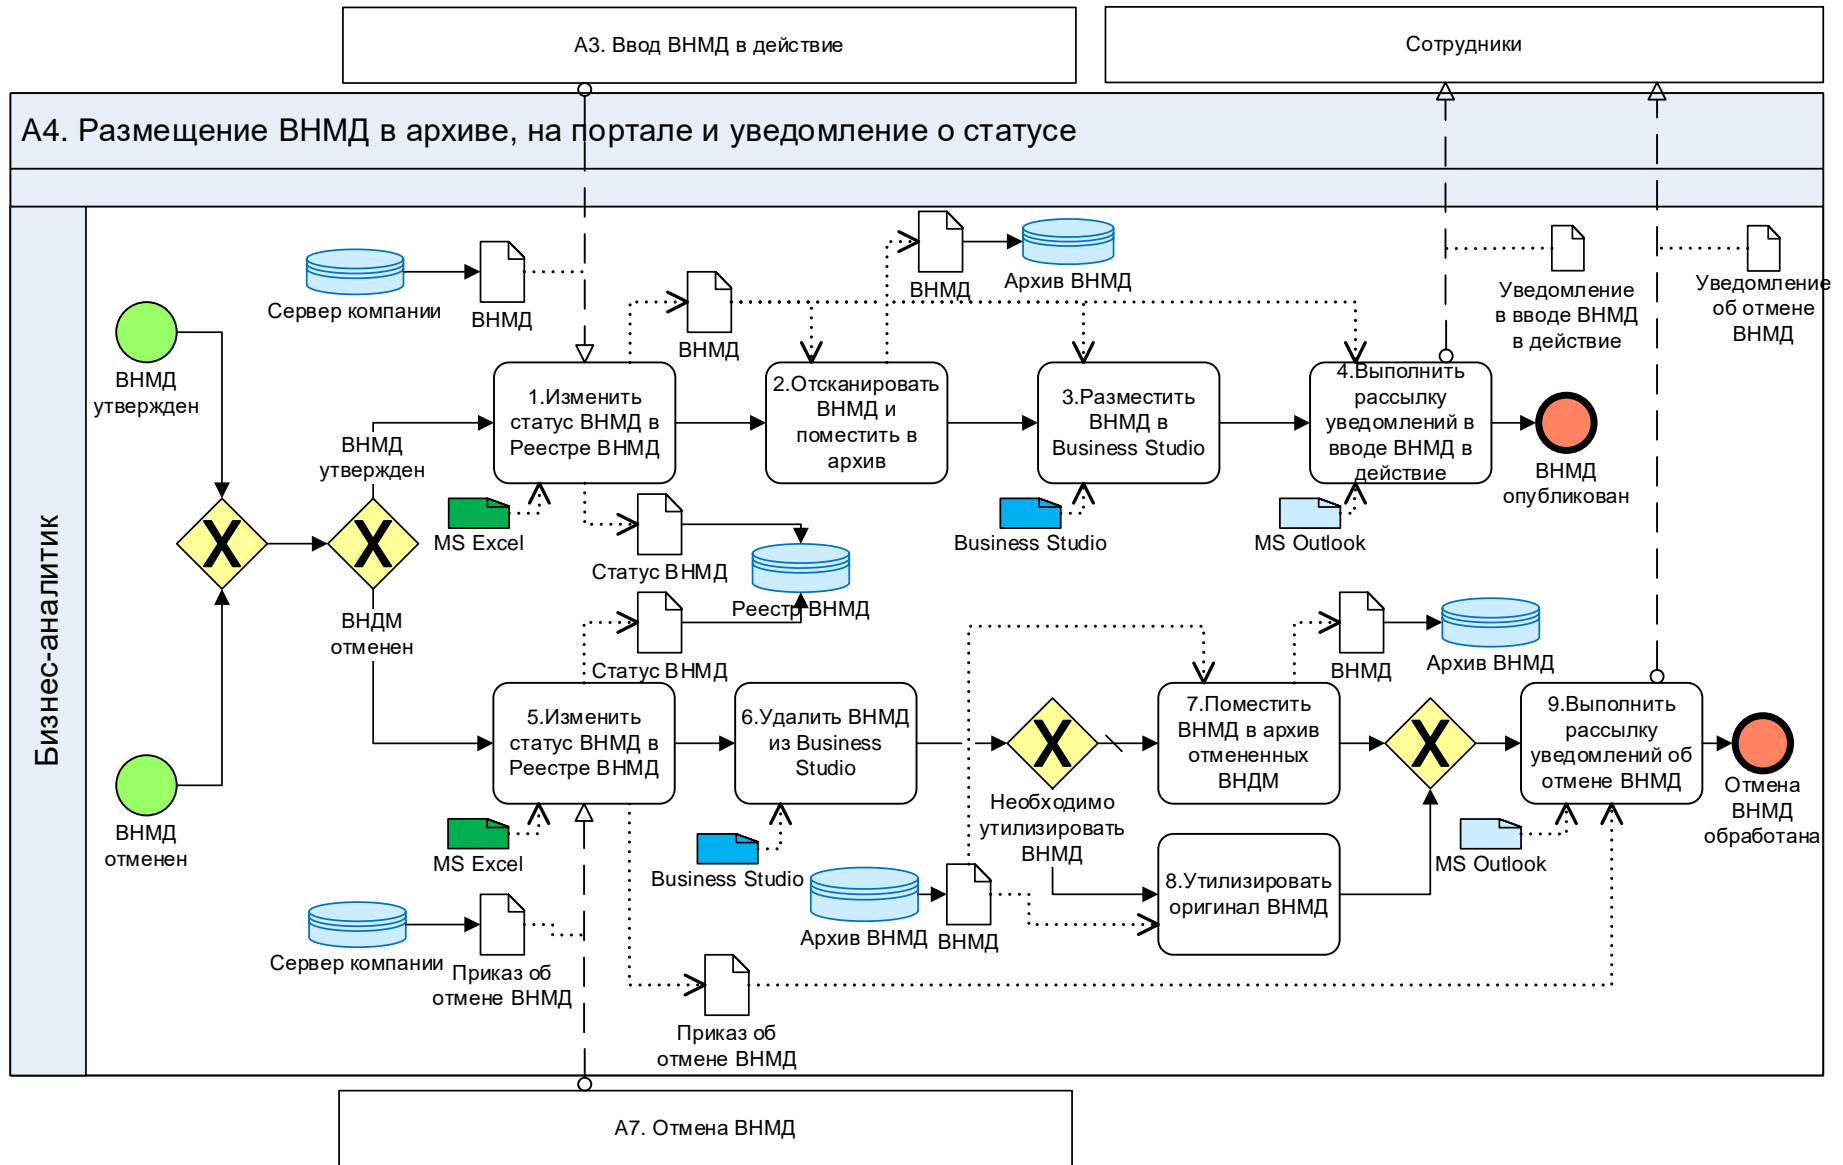 А3. Ввод ВНМД в действие
Сотрудники
А4. Размещение ВНМД в архиве, на портале и уведомление о статусе
Бизнес-аналитик
Сервер компании
ВНМД
ВНМД
ВНМД
Архив ВНМД
Уведомление
в вводе ВНМД
в действие
Уведомление
об отмене
ВНМД
ВНМД
утвержден
ВНМД
утвержден
1.Изменить
статус ВНМД в
Реестре ВНМД
2.Отсканировать
ВНМД и
поместить в
архив
3.Разместить
ВНМД в
Business Studio
4.Выполнить
рассылку
уведомлений в
вводе ВНМД в
действие
ВНМД
опубликован
MS Excel
Статус ВНМД
Business Studio
MS Outlook
Реестр ВНМД
ВНДМ
отменен
Статус ВНМД
ВНМД
Архив ВНМД
5.Изменить
статус ВНМД в
Реестре ВНМД
6.Удалить ВНМД
из Business
Studio
Необходимо
утилизировать
ВНМД
7.Поместить
ВНМД в архив
отмененных
ВНДМ
9.Выполнить
рассылку
уведомлений об
отмене ВНМД
Отмена
ВНМД
обработана
ВНМД
отменен
MS Excel
Business Studio
MS Outlook
8.Утилизировать
оригинал ВНМД
Архив ВНМД
ВНМД
Сервер компании
Приказ об
отмене ВНМД
Приказ об
отмене ВНМД
А7. Отмена ВНМД
X
X
X
X